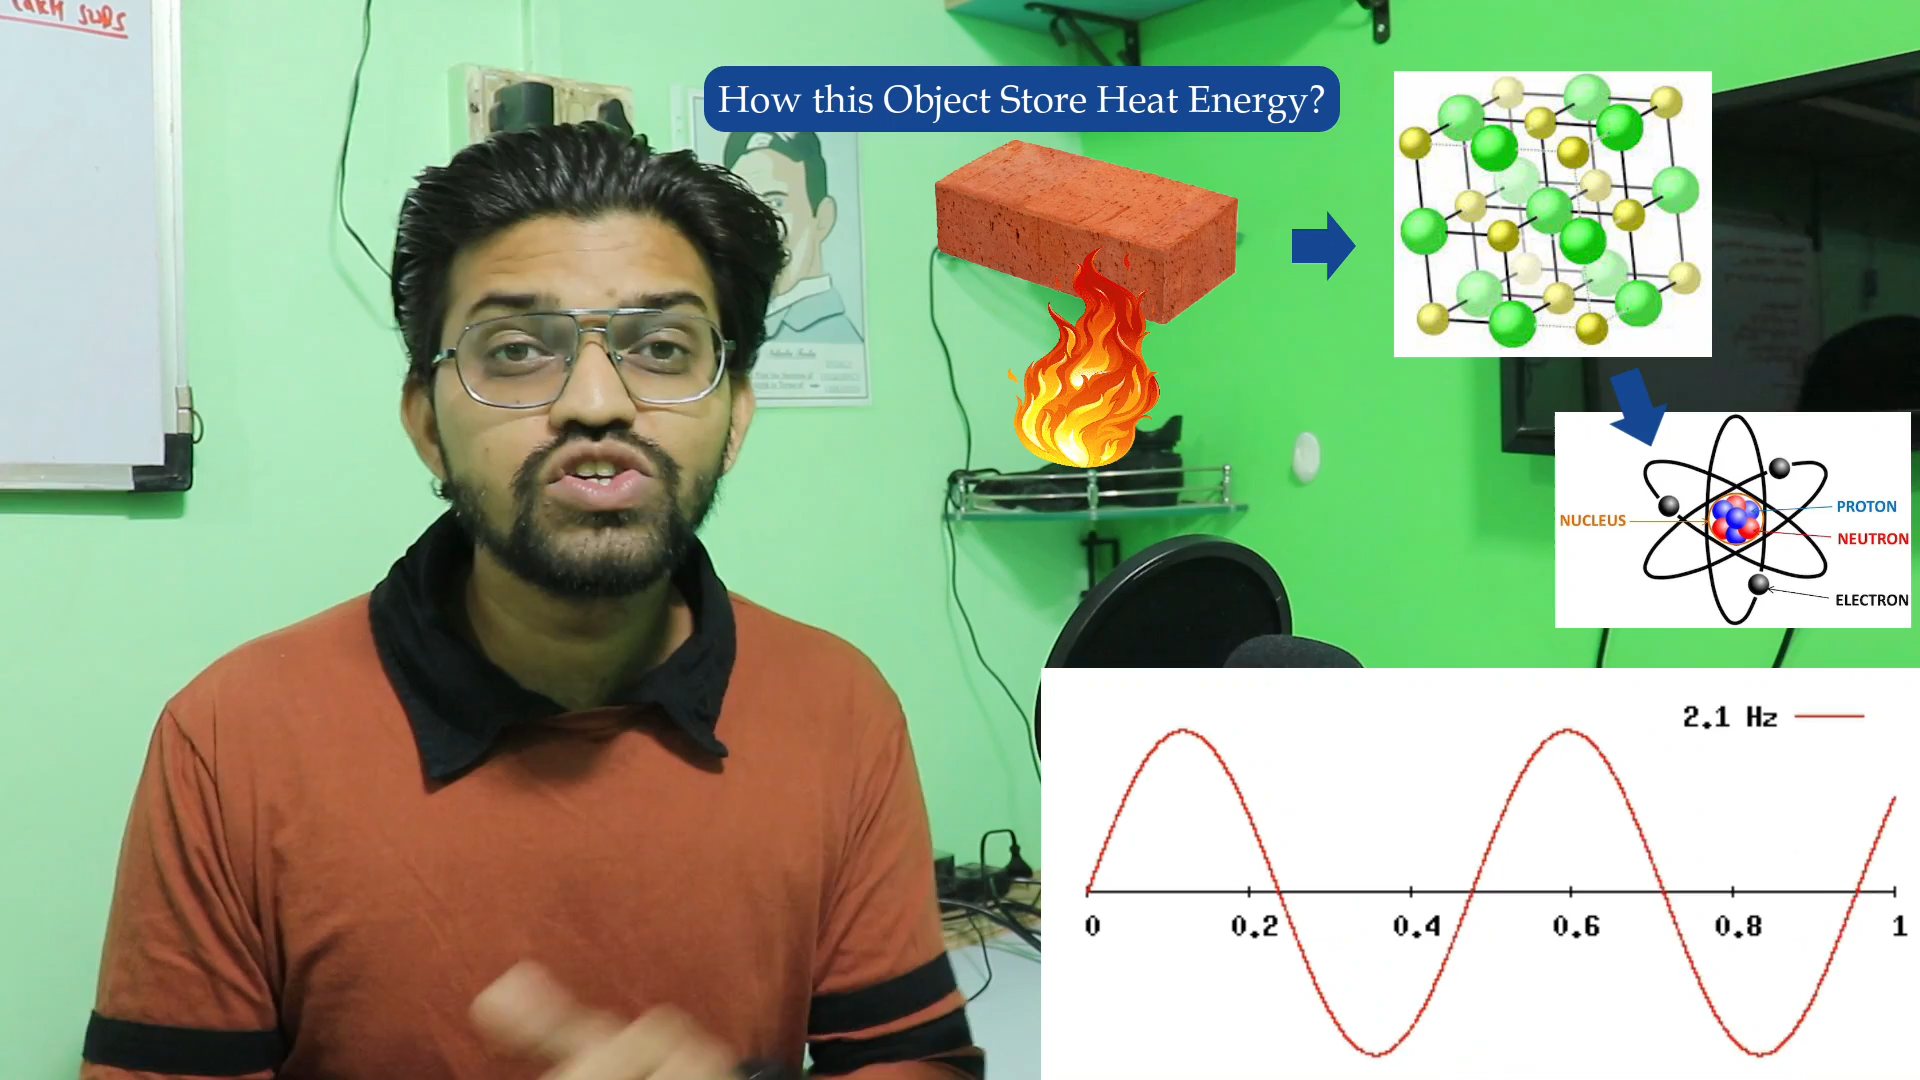 SUDS
How this Object Store Heat Energy?
NUCLEUS
PROTON
NEUTRON
ELECTRON
2.1 Hz
0 0.2 0.4 0.6 0.8 1